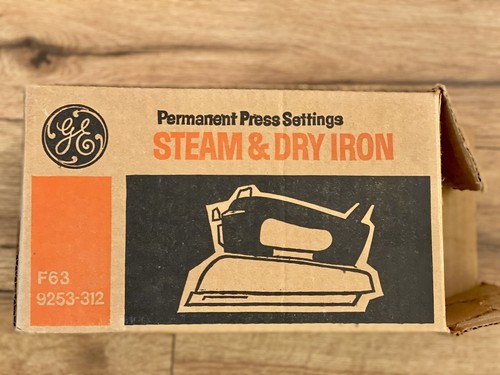 GE
Permanent Press Settings
STEAM & DRY IRON
F63
9253-312